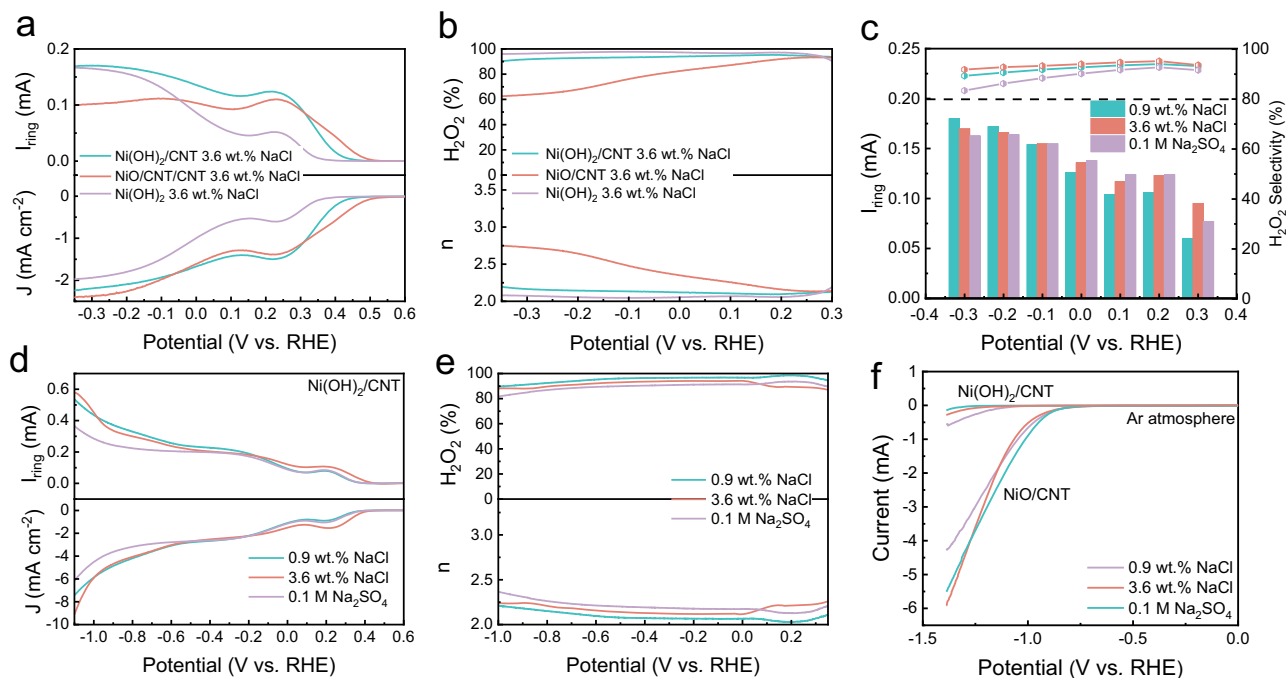 a
I_ring (mA)
0.2
0.1
0.0
Ni(OH)₂/CNT 3.6 wt.% NaCl
NiO/CNT/CNT 3.6 wt.% NaCl
Ni(OH)₂ 3.6 wt.% NaCl
J (mA cm⁻²)
0
-1
-2
-0.3 -0.2 -0.1 0.0 0.1 0.2 0.3 0.4 0.5 0.6
Potential (V vs. RHE)
b
H₂O₂ (%)
100
80
60
40
20
0
Ni(OH)₂/CNT 3.6 wt.% NaCl
NiO/CNT 3.6 wt.% NaCl
Ni(OH)₂ 3.6 wt.% NaCl
n
3.5
3.0
2.5
2.0
-0.3 -0.2 -0.1 0.0 0.1 0.2 0.3
Potential (V vs. RHE)
c
I_ring (mA)
0.25
0.20
0.15
0.10
0.05
0.00
0.9 wt.% NaCl
3.6 wt.% NaCl
0.1 M Na₂SO₄
100
90
80
70
60
50
40
30
20
10
0
H₂O₂ Selectivity (%)
-0.4 -0.3 -0.2 -0.1 0.0 0.1 0.2 0.3 0.4
Potential (V vs. RHE)
d
Ni(OH)₂/CNT
I_ring (mA)
0.6
0.4
0.2
0.0
J (mA cm⁻²)
0
-2
-4
-6
-8
-10
0.9 wt.% NaCl
3.6 wt.% NaCl
0.1 M Na₂SO₄
-1.0 -0.8 -0.6 -0.4 -0.2 0.0 0.2 0.4 0.6
Potential (V vs. RHE)
e
H₂O₂ (%)
100
80
60
40
20
0
0.9 wt.% NaCl
3.6 wt.% NaCl
0.1 M Na₂SO₄
n
3.0
2.5
2.0
-1.0 -0.8 -0.6 -0.4 -0.2 0.0 0.2
Potential (V vs. RHE)
f
Current (mA)
1
0
-1
-2
-3
-4
-5
-6
Ni(OH)₂/CNT
Ar atmosphere
NiO/CNT
0.9 wt.% NaCl
3.6 wt.% NaCl
0.1 M Na₂SO₄
-1.5 -1.0 -0.5 0.0
Potential (V vs. RHE)